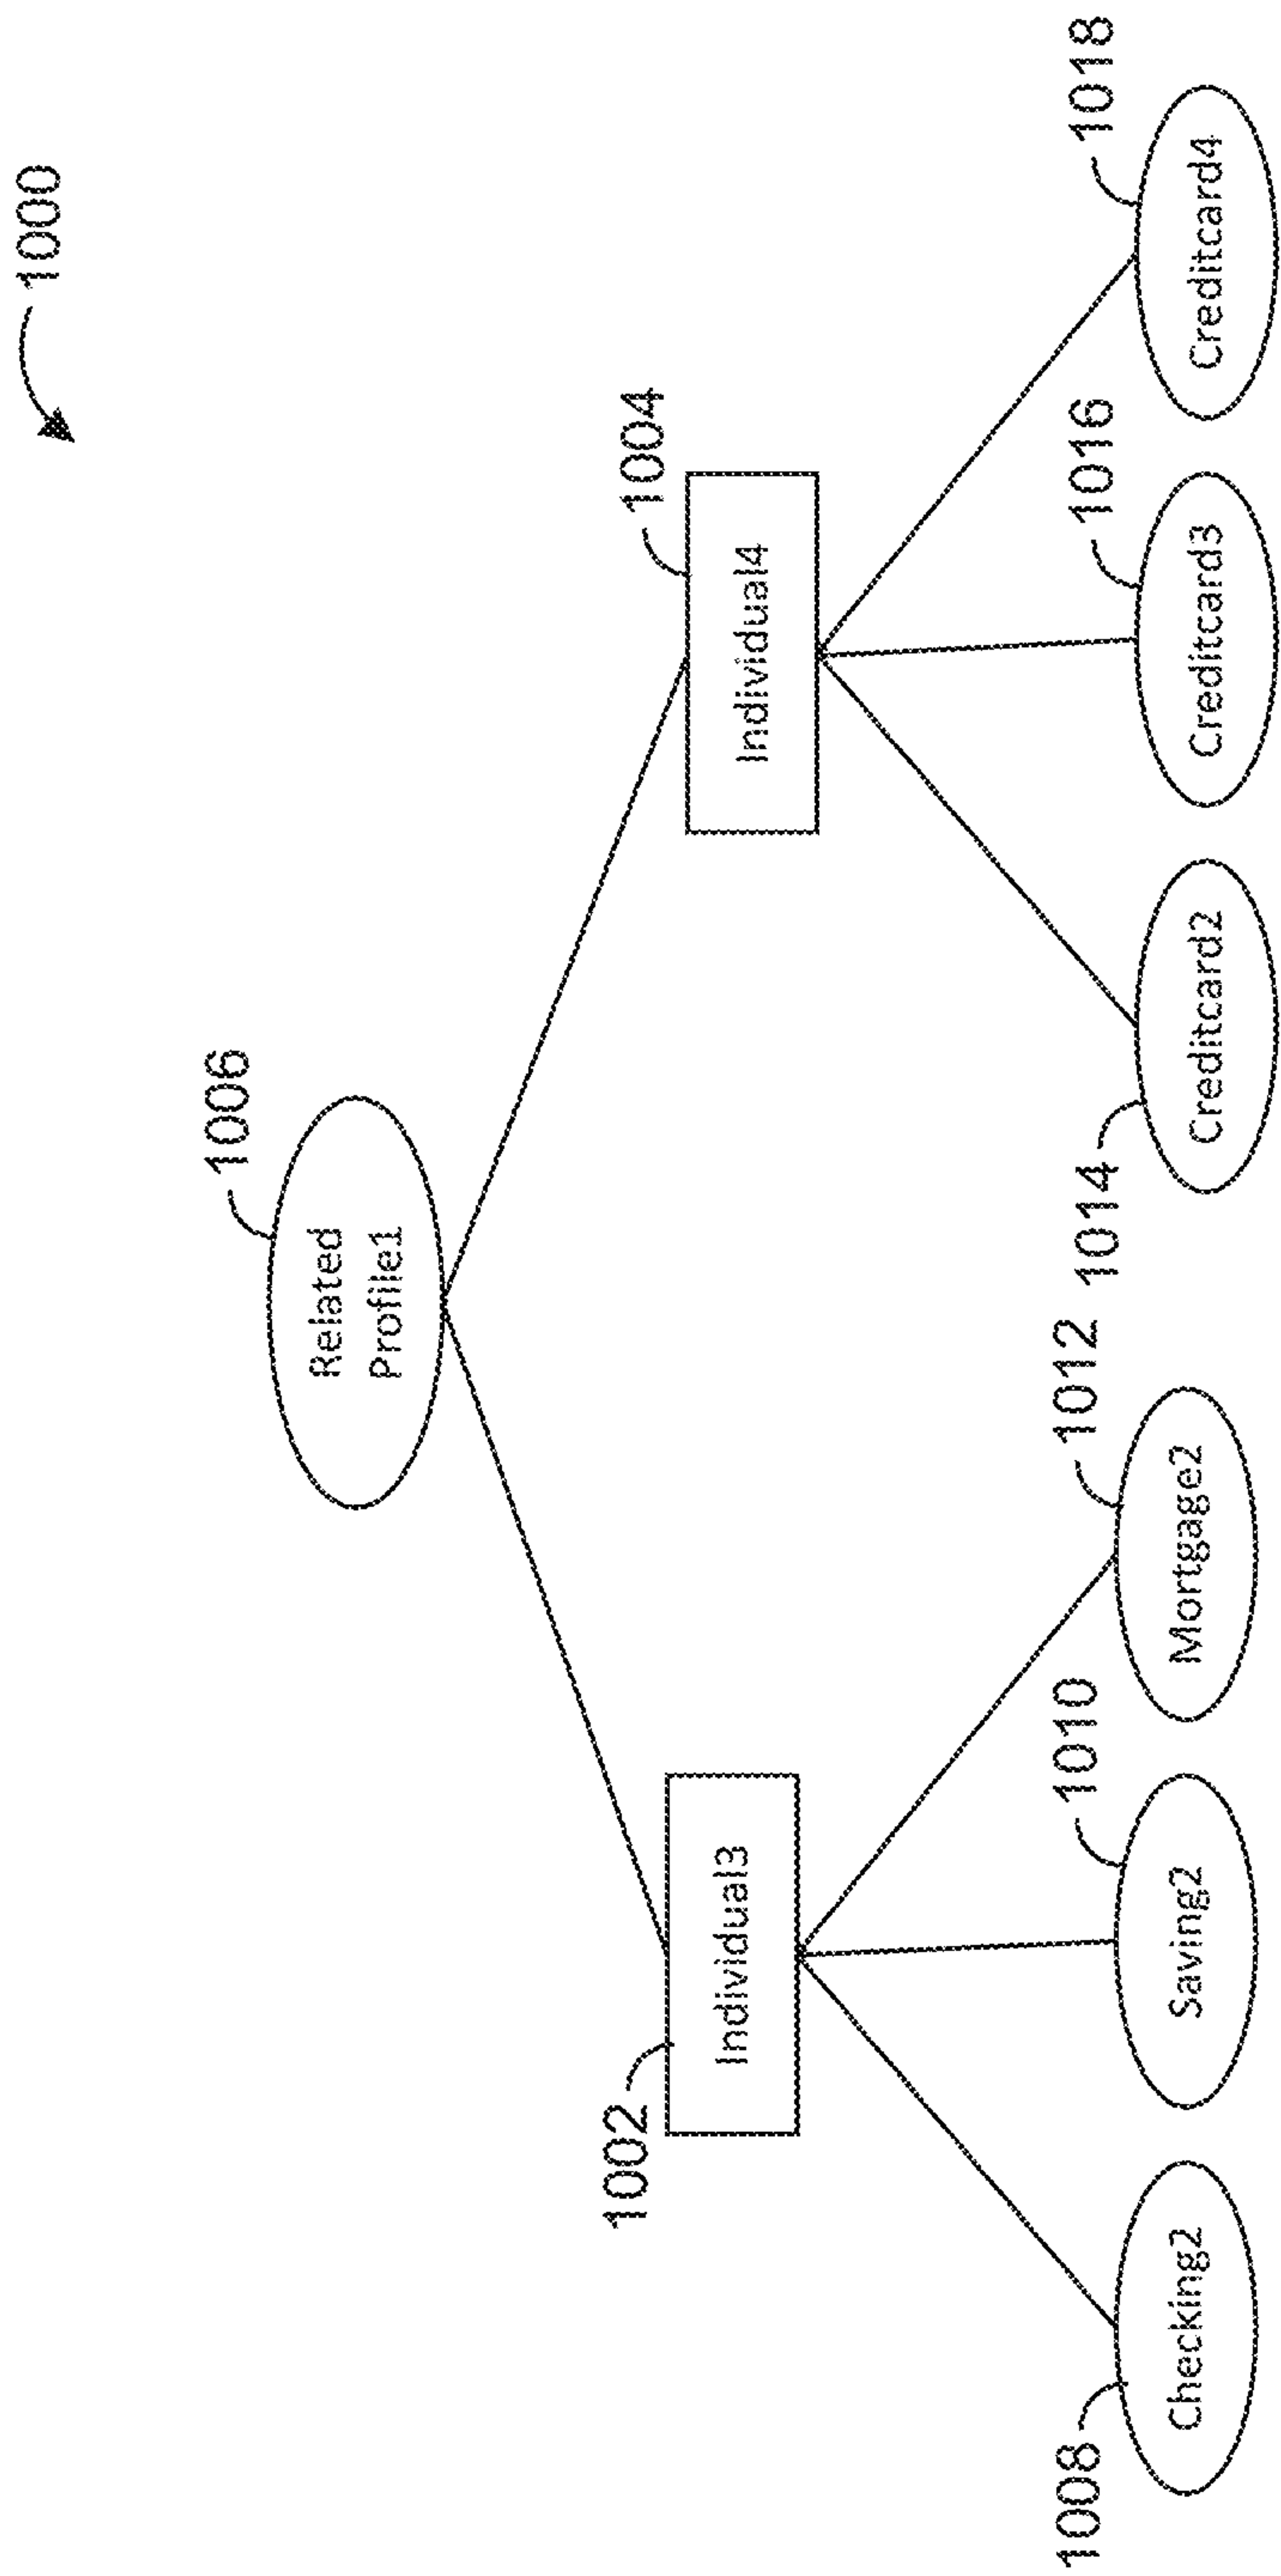 1000
1006
Related
Profile1
1002
Individual3
1004
Individual4
1008
Checking2
1010
Saving2
1012
Mortgage2
1014
Creditcard2
1016
Creditcard3
1018
Creditcard4